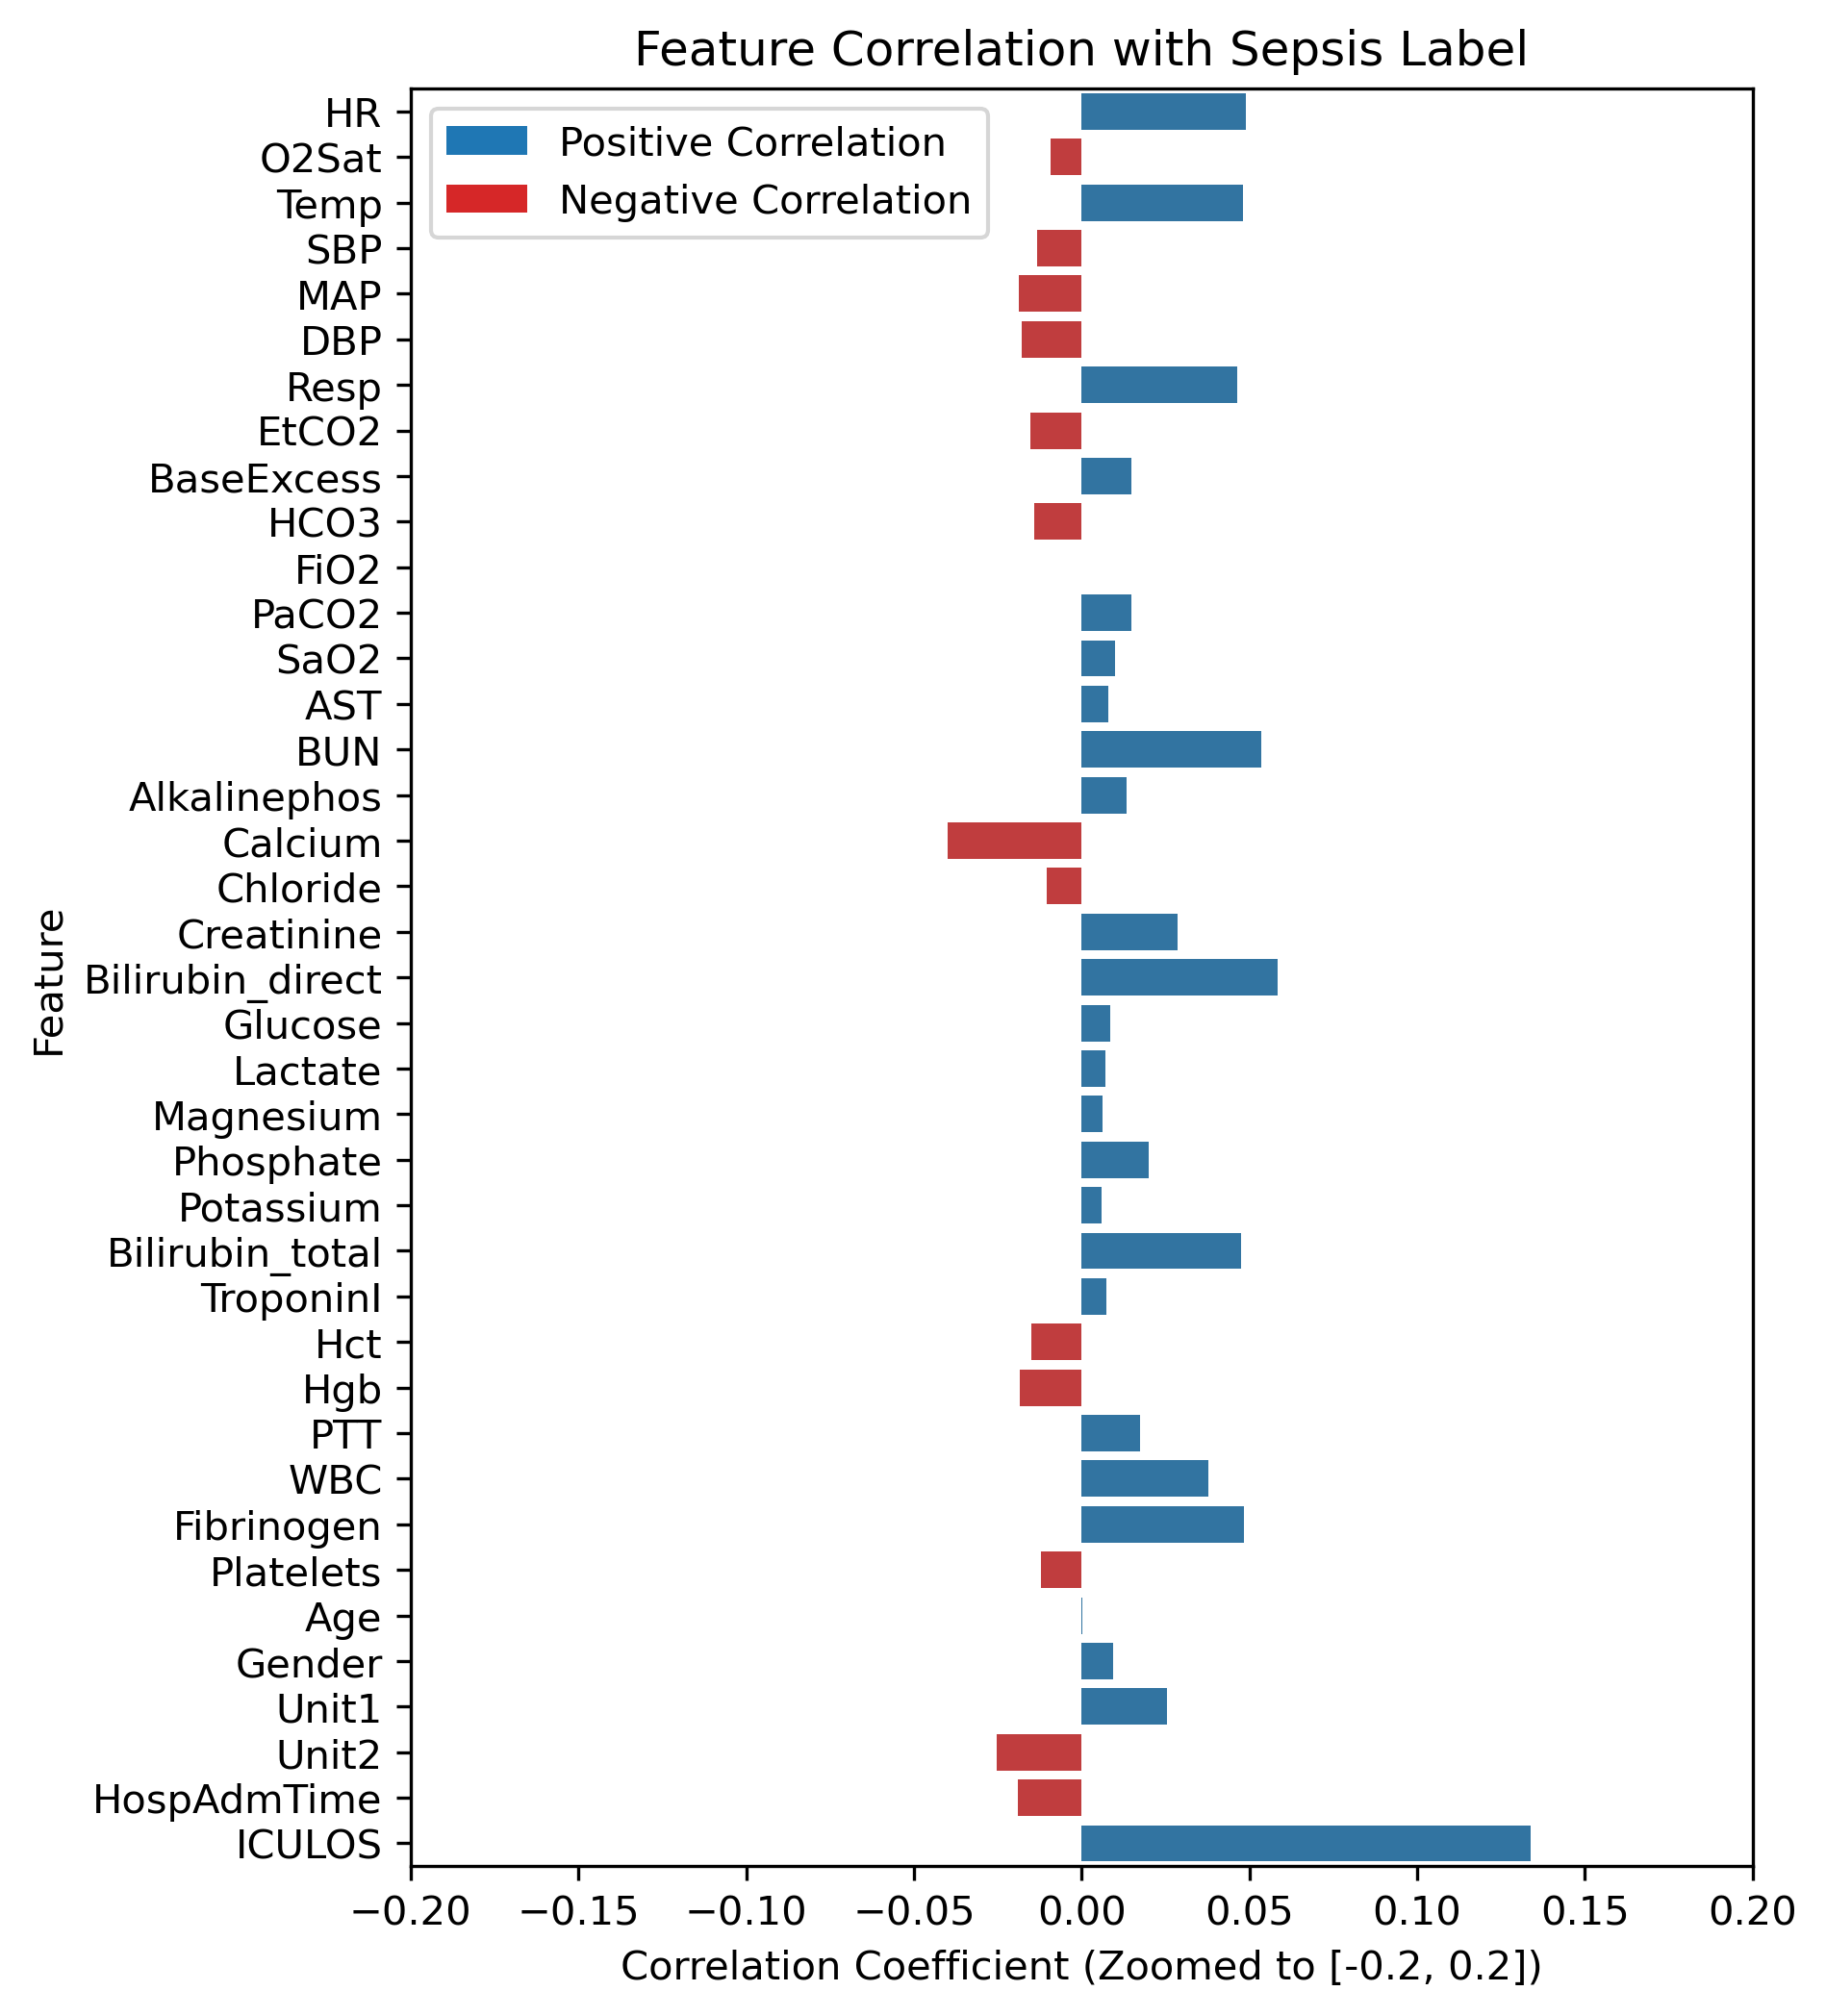 Feature Correlation with Sepsis Label
Positive Correlation
Negative Correlation
HR
O2Sat
Temp
SBP
MAP
DBP
Resp
EtCO2
BaseExcess
HCO3
FiO2
PaCO2
SaO2
AST
BUN
Alkalinephos
Calcium
Chloride
Creatinine
Bilirubin_direct
Glucose
Lactate
Magnesium
Phosphate
Potassium
Bilirubin_total
TroponinI
Hct
Hgb
PTT
WBC
Fibrinogen
Platelets
Age
Gender
Unit1
Unit2
HospAdmTime
ICULOS
Feature
−0.20 −0.15 −0.10 −0.05 0.00 0.05 0.10 0.15 0.20
Correlation Coefficient (Zoomed to [-0.2, 0.2])